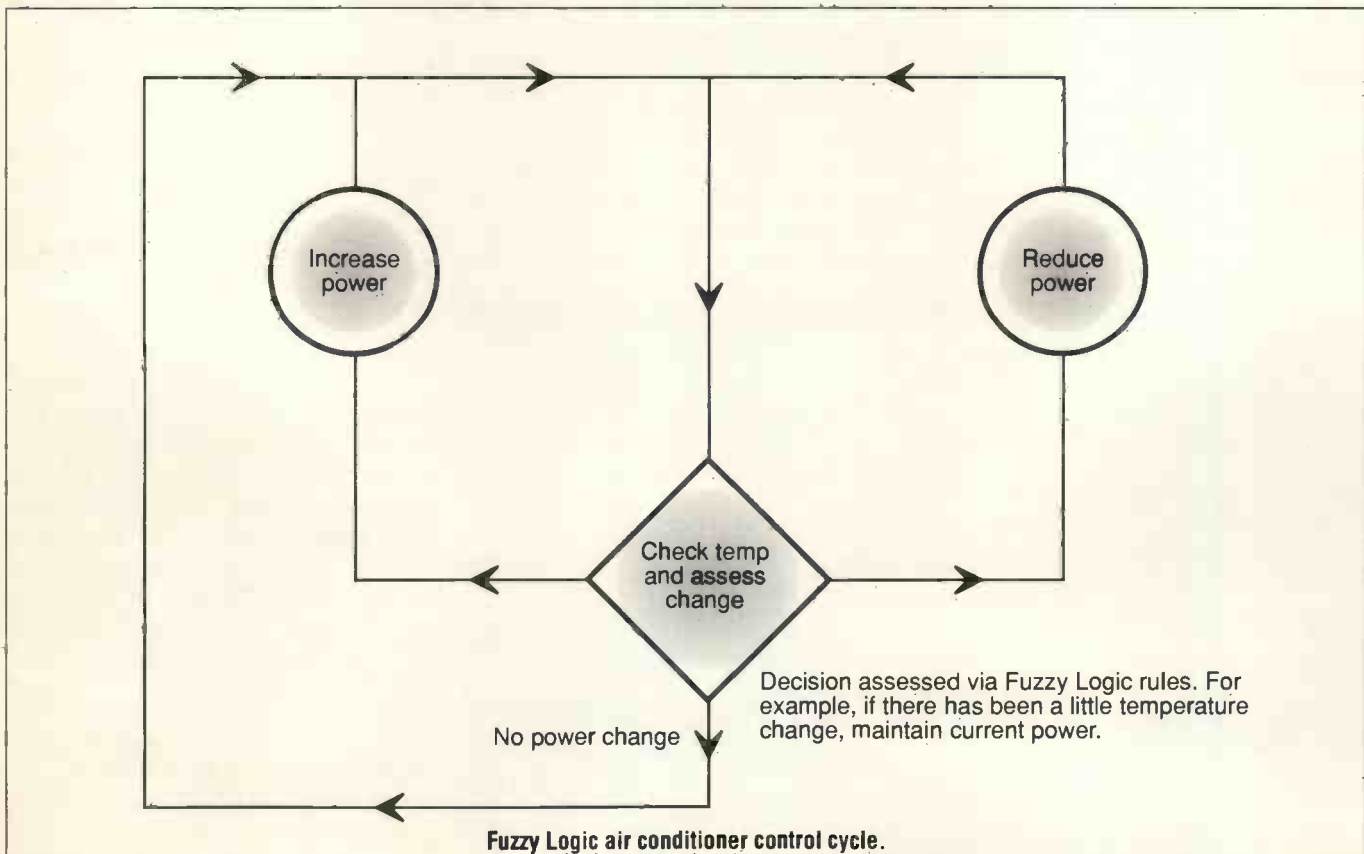 Increase
power
Reduce
power
Check temp
and assess
change
Decision assessed via Fuzzy Logic rules. For
example, if there has been a little temperature
change, maintain current power.
No power change
Fuzzy Logic air conditioner control cycle.